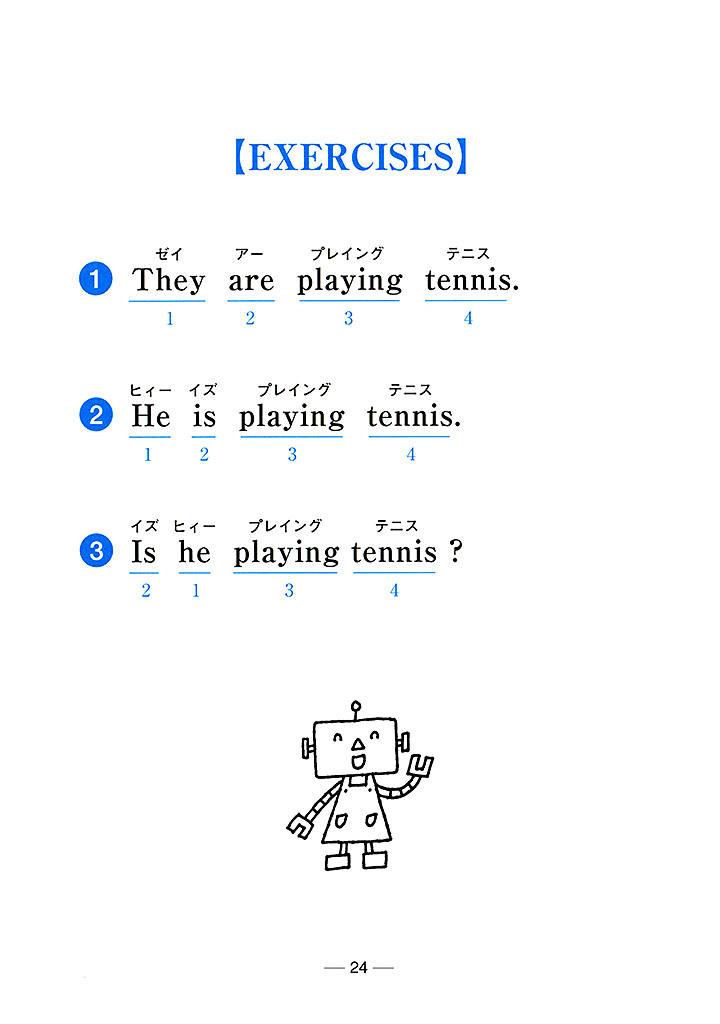 【EXERCISES】
ゼイ アー プレイング テニス
1 They are playing tennis.
1 2 3 4
ヒィー イズ プレイング テニス
2 He is playing tennis.
1 2 3 4
イズ ヒィー プレイング テニス
3 Is he playing tennis ?
2 1 3 4
— 24 —